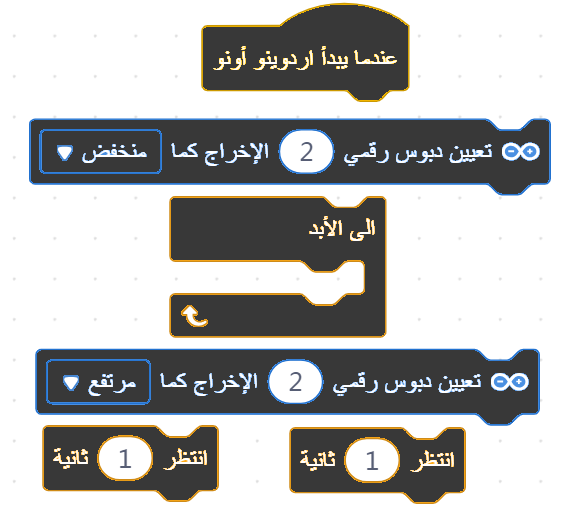 عندما يبدأ اردوينو أونو
تعيين دبوس رقمي 2 الإخراج كما منخفض
الى الأبد
تعيين دبوس رقمي 2 الإخراج كما مرتفع
انتظر 1 ثانية
انتظر 1 ثانية